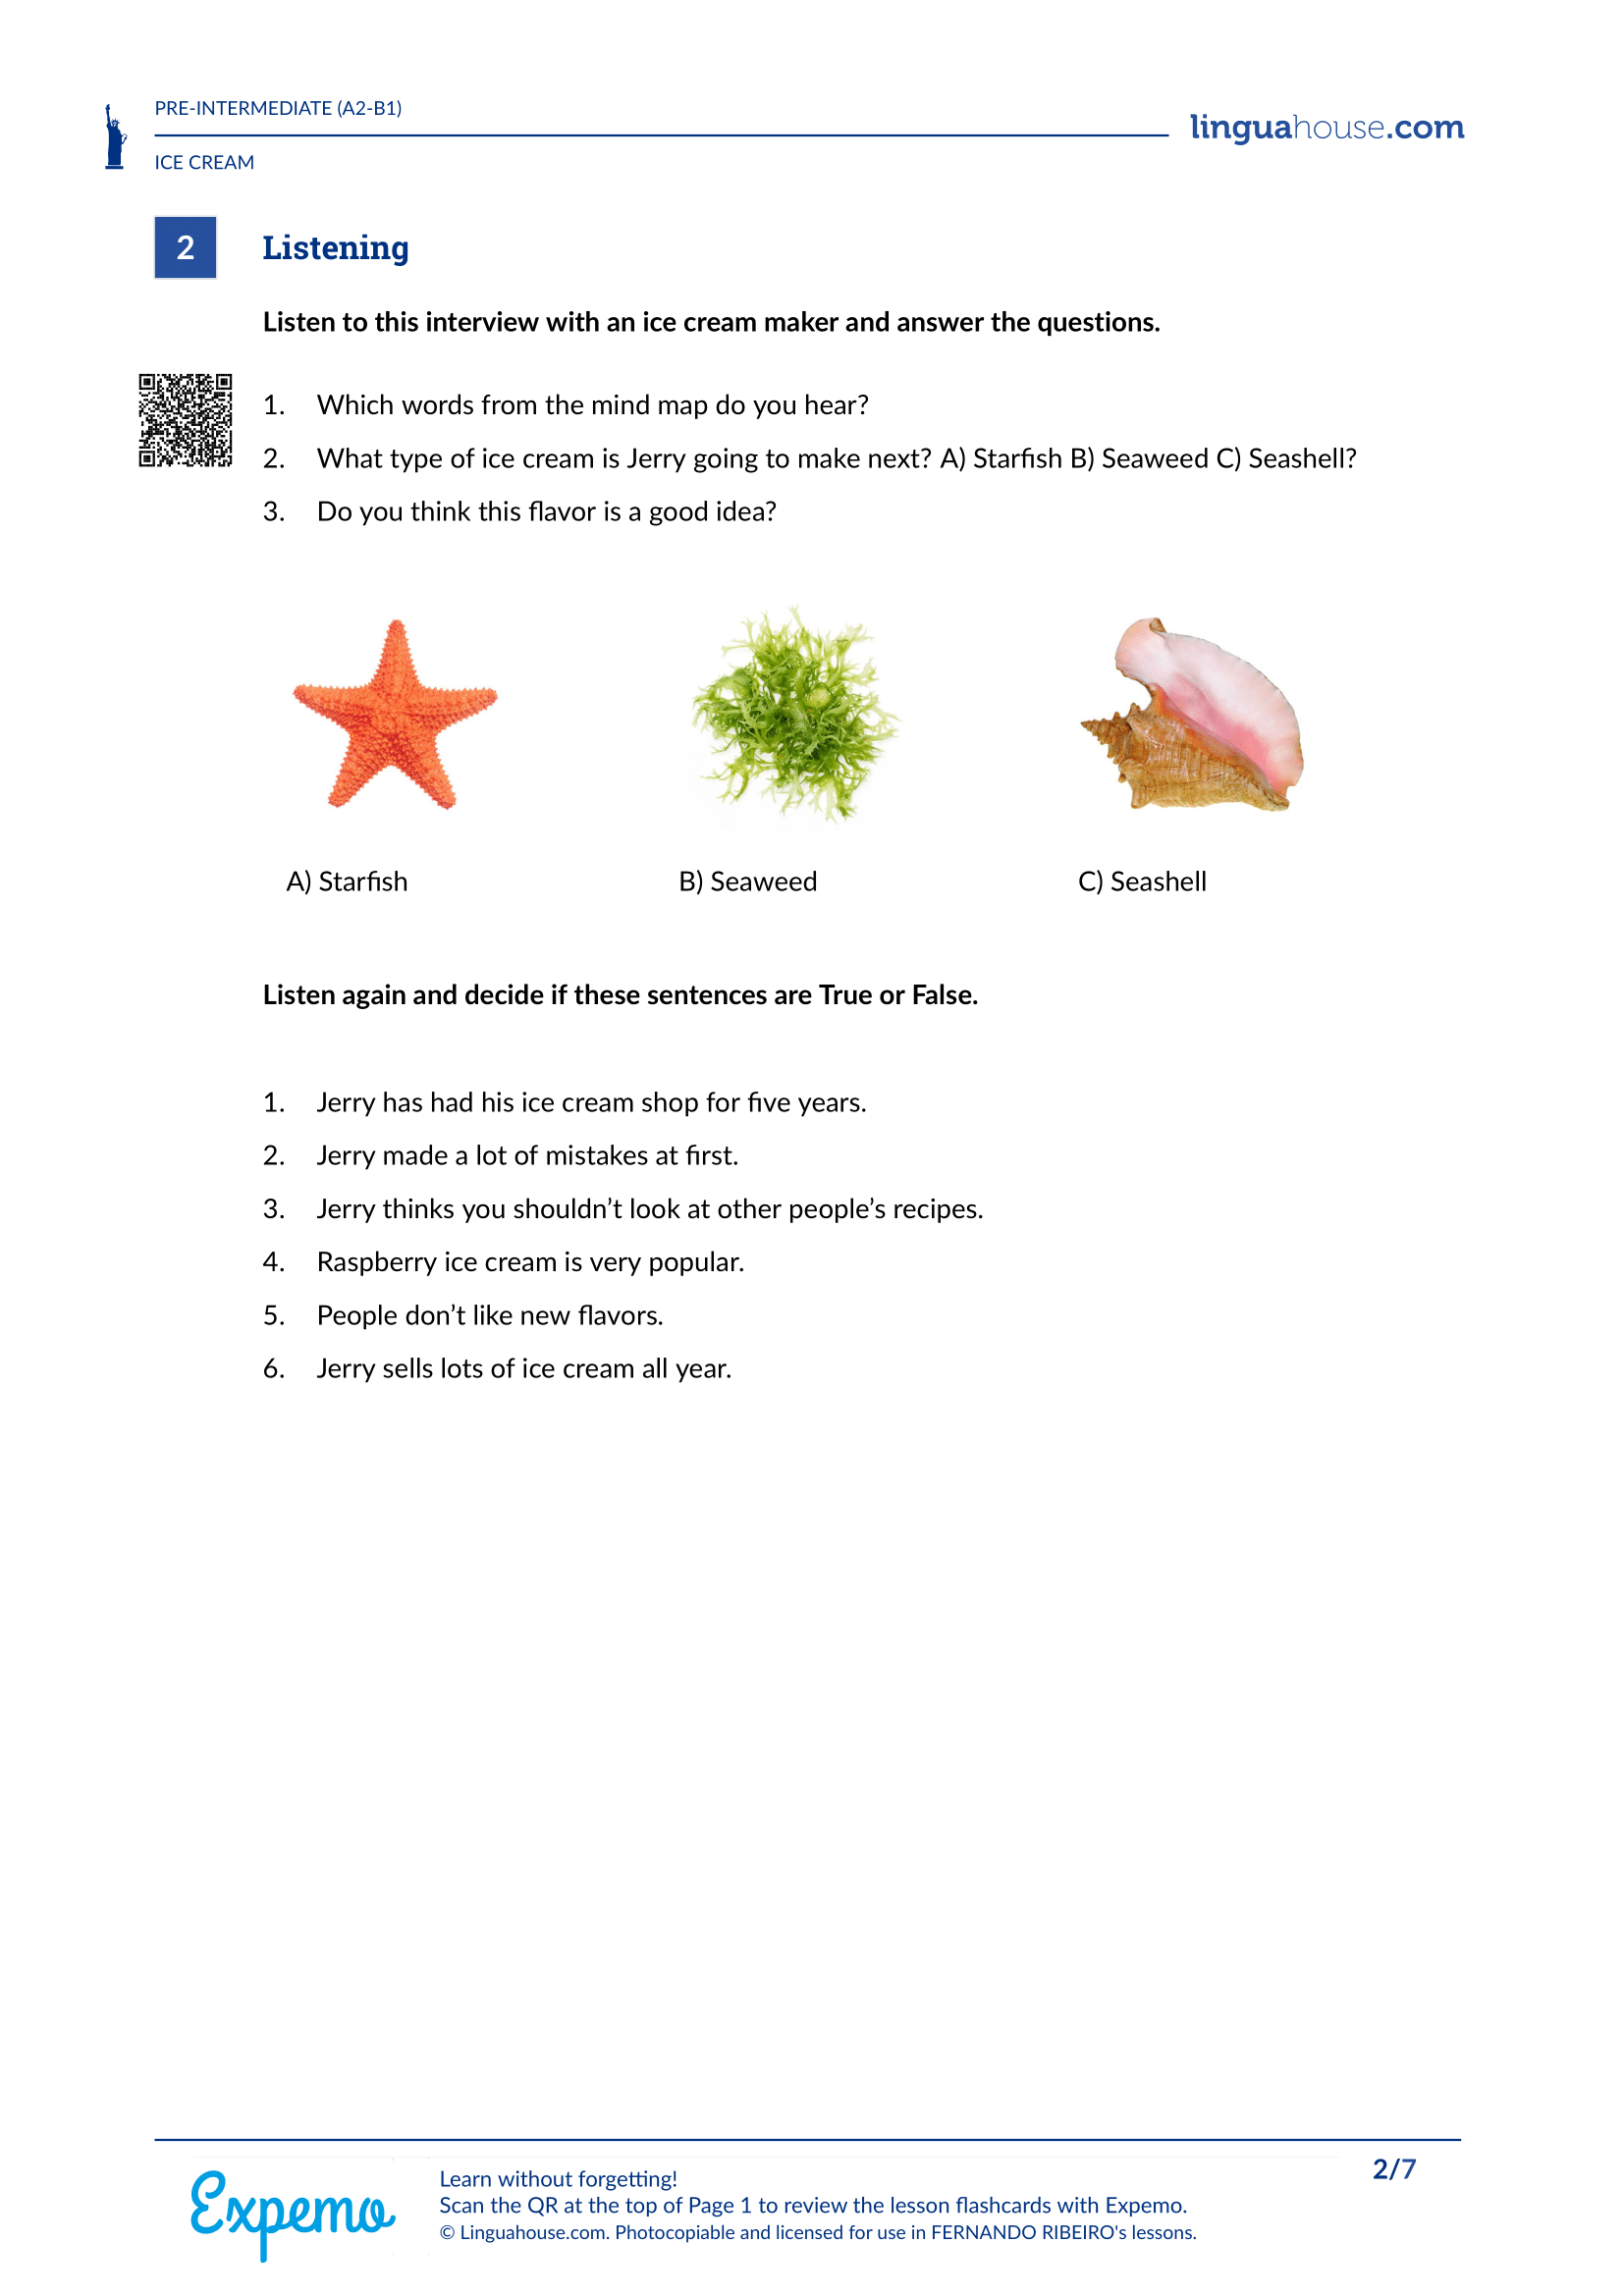 PRE-INTERMEDIATE (A2-B1)
linguahouse.com
ICE CREAM
2 Listening
Listen to this interview with an ice cream maker and answer the questions.
1. Which words from the mind map do you hear?
2. What type of ice cream is Jerry going to make next? A) Starfish B) Seaweed C) Seashell?
3. Do you think this flavor is a good idea?
A) Starfish B) Seaweed C) Seashell
Listen again and decide if these sentences are True or False.
1. Jerry has had his ice cream shop for five years.
2. Jerry made a lot of mistakes at first.
3. Jerry thinks you shouldn’t look at other people’s recipes.
4. Raspberry ice cream is very popular.
5. People don’t like new flavors.
6. Jerry sells lots of ice cream all year.
2/7
Expemo
Learn without forgetting!
Scan the QR at the top of Page 1 to review the lesson flashcards with Expemo.
© Linguahouse.com. Photocopiable and licensed for use in FERNANDO RIBEIRO's lessons.